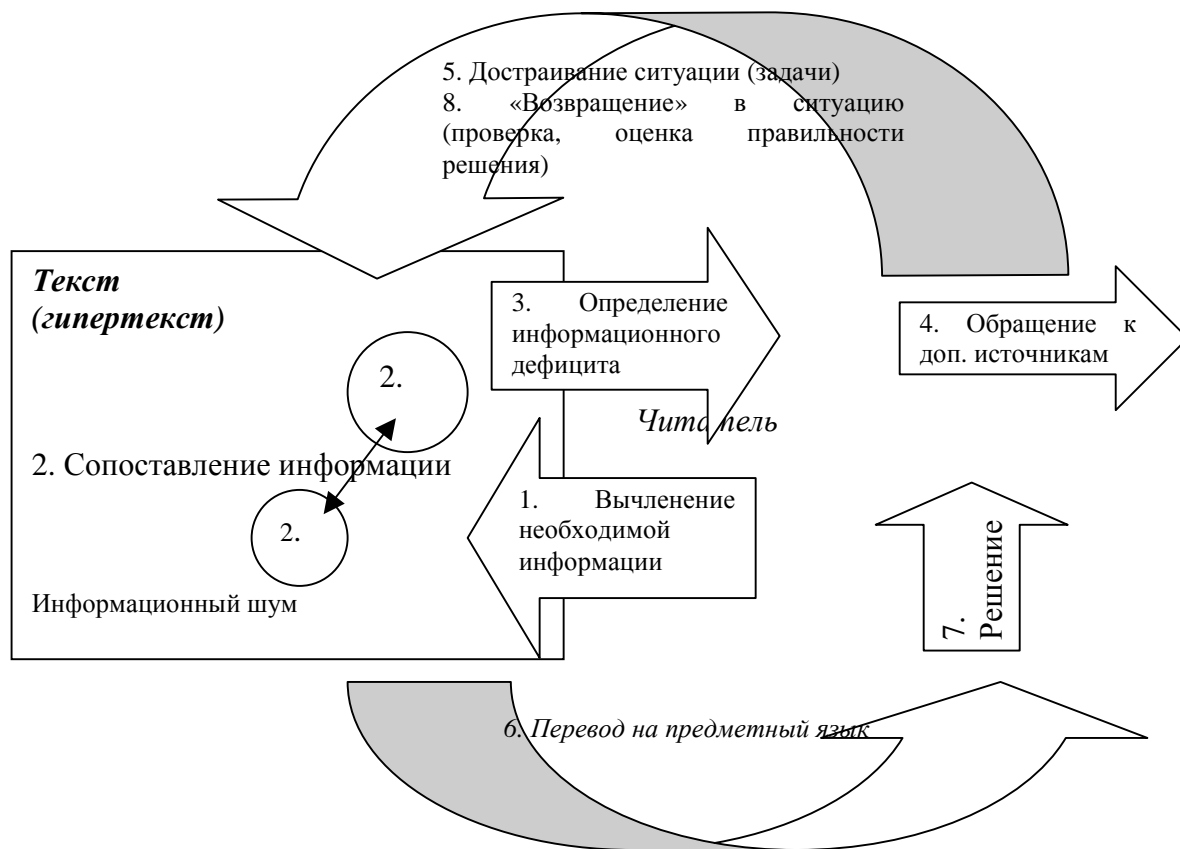 5. Достраивание ситуации (задачи)
8. «Возвращение» в ситуацию
(проверка, оценка правильности
решения)
Текст
(гипертекст)
3. Определение
информационного
дефицита
4. Обращение к
доп. источникам
2.
Читатель
2. Сопоставление информации
1. Вычленение
необходимой
информации
2.
Информационный шум
7.
Решение
6. Перевод на предметный язык